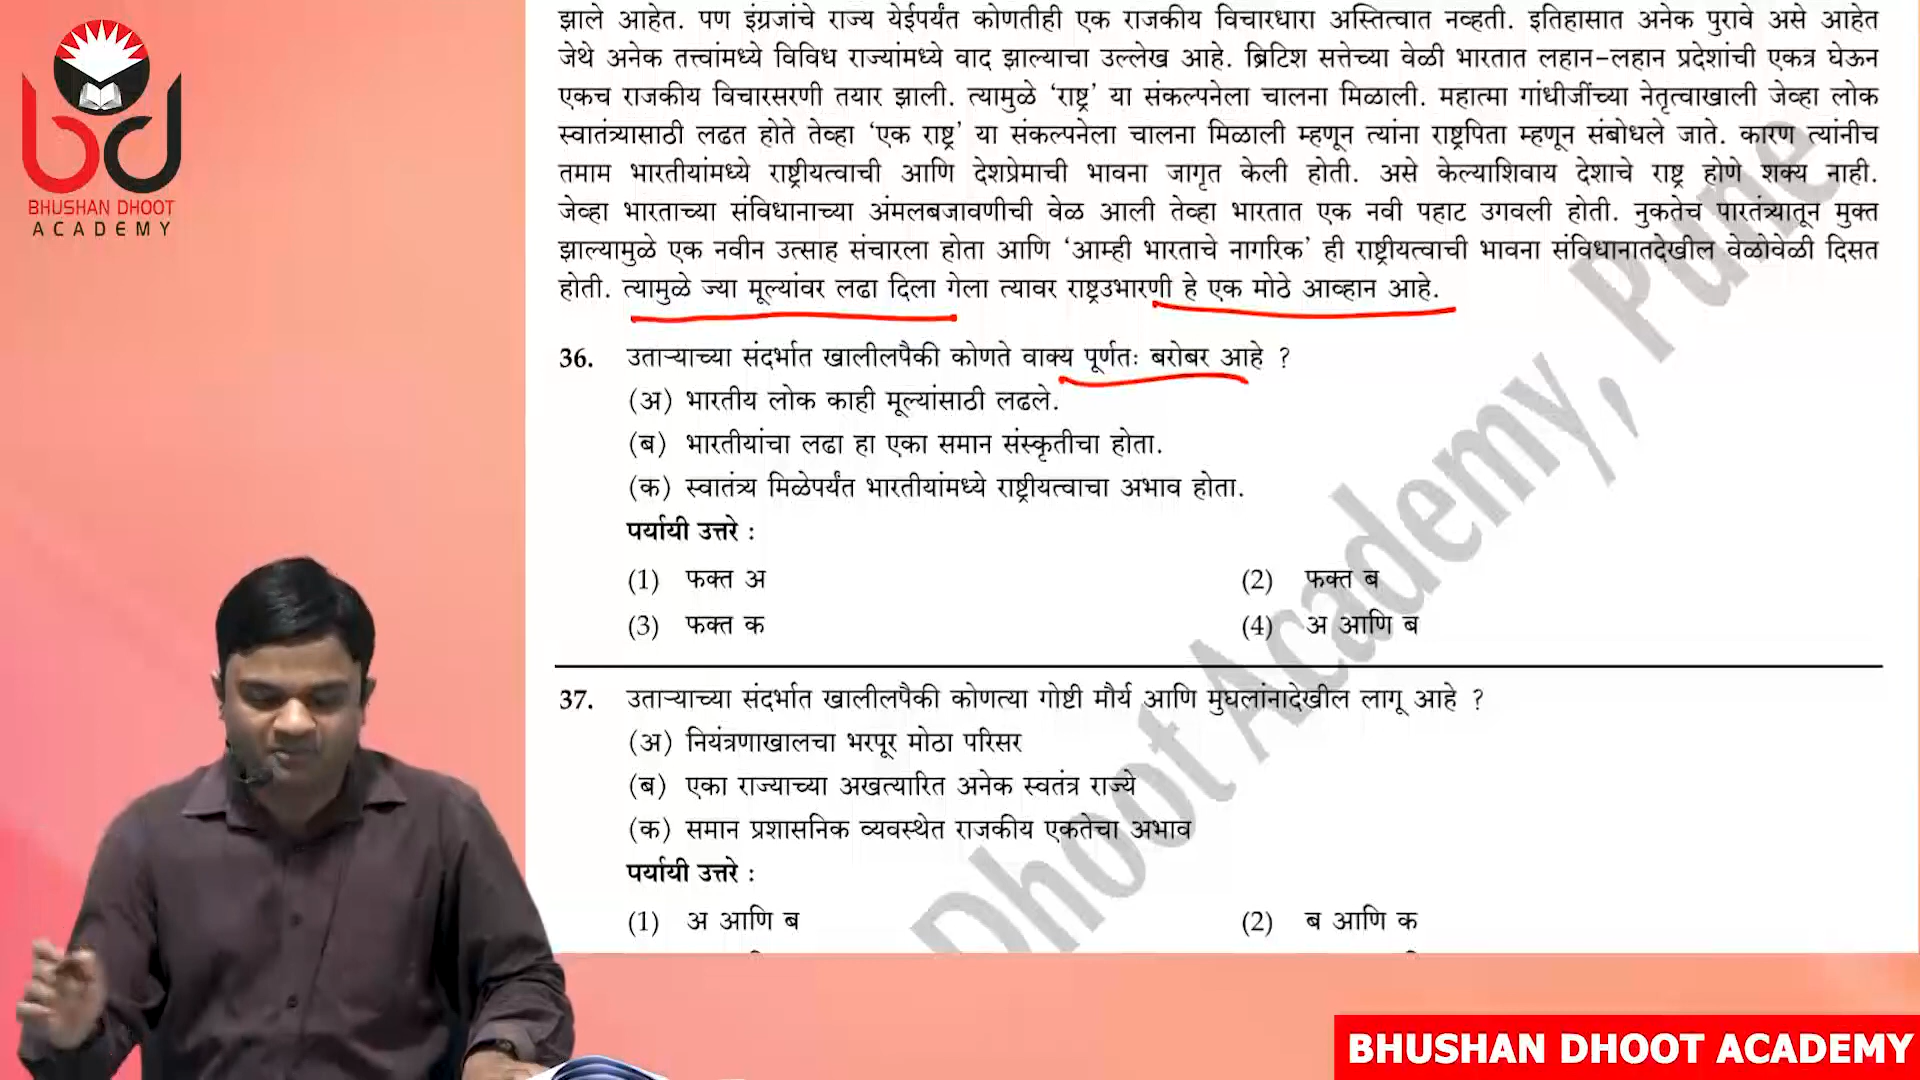 झाले आहेत. पण इंग्रजांचे राज्य येईपर्यंत कोणतीही एक राजकीय विचारधारा अस्तित्वात नव्हती. इतिहासात अनेक पुरावे असे आहेत
जेथे अनेक तत्त्वांमध्ये विविध राज्यांमध्ये वाद झाल्याचा उल्लेख आहे. ब्रिटिश सत्तेच्या वेळी भारतात लहान-लहान प्रदेशांची एकत्र घेऊन
एकच राजकीय विचारसरणी तयार झाली. त्यामुळे ‘राष्ट्र’ या संकल्पनेला चालना मिळाली. महात्मा गांधीजींच्या नेतृत्वाखाली जेव्हा लोक
स्वातंत्र्यासाठी लढत होते तेव्हा ‘एक राष्ट्र’ या संकल्पनेला चालना मिळाली म्हणून त्यांना राष्ट्रपिता म्हणून संबोधले जाते. कारण त्यांनीच
तमाम भारतीयांमध्ये राष्ट्रीयत्वाची आणि देशप्रेमाची भावना जागृत केली होती. असे केल्याशिवाय देशाचे राष्ट्र होणे शक्य नाही.
जेव्हा भारताच्या संविधानाच्या अंमलबजावणीची वेळ आली तेव्हा भारतात एक नवी पहाट उगवली होती. नुकतेच पारतंत्र्यातून मुक्त
झाल्यामुळे एक नवीन उत्साह संचारला होता आणि ‘आम्ही भारताचे नागरिक’ ही राष्ट्रीयत्वाची भावना संविधानातदेखील वेळोवेळी दिसत
होती. त्यामुळे ज्या मूल्यांवर लढा दिला गेला त्यावर राष्ट्रउभारणी हे एक मोठे आव्हान आहे.
36. उताऱ्याच्या संदर्भात खालीलपैकी कोणते वाक्य पूर्णतः बरोबर आहे ?
(अ) भारतीय लोक काही मूल्यांसाठी लढले.
(ब) भारतीयांचा लढा हा एका समान संस्कृतीचा होता.
(क) स्वातंत्र्य मिळेपर्यंत भारतीयांमध्ये राष्ट्रीयत्वाचा अभाव होता.
पर्यायी उत्तरे :
(1) फक्त अ (2) फक्त ब
(3) फक्त क (4) अ आणि ब
37. उताऱ्याच्या संदर्भात खालीलपैकी कोणत्या गोष्टी मौर्य आणि मुघलांनादेखील लागू आहे ?
(अ) नियंत्रणाखालचा भरपूर मोठा परिसर
(ब) एका राज्याच्या अखत्यारित अनेक स्वतंत्र राज्ये
(क) समान प्रशासनिक व्यवस्थेत राजकीय एकतेचा अभाव
पर्यायी उत्तरे :
(1) अ आणि ब (2) ब आणि क
bd
BHUSHAN DHOOT
ACADEMY
Dhoot Academy, Pune
BHUSHAN DHOOT ACADEMY